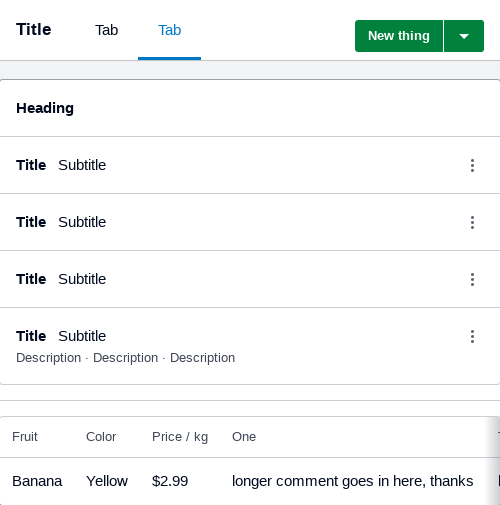 Title Tab Tab New thing
Heading
Title Subtitle
Title Subtitle
Title Subtitle
Title Subtitle
Description · Description · Description
Fruit Color Price / kg One
Banana Yellow $2.99 longer comment goes in here, thanks